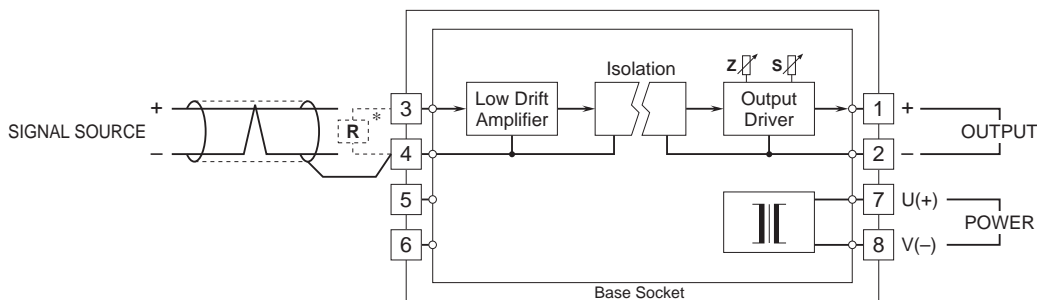 SIGNAL SOURCE
+
–
R
*
3
4
5
6
Low Drift
Amplifier
Isolation
Z
S
Output
Driver
1
+
2
–
OUTPUT
7
U(+)
8
V(–)
POWER
Base Socket